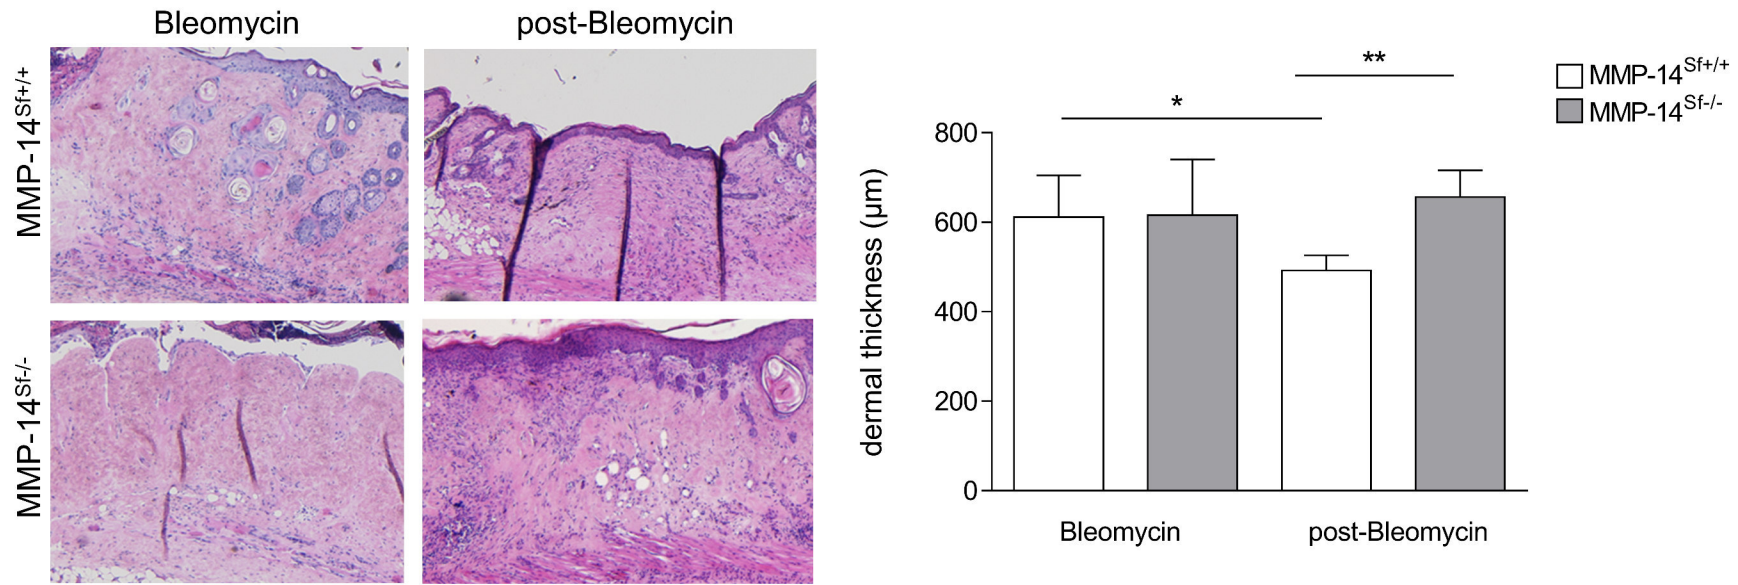 Bleomycin
post-Bleomycin
MMP-14Sf+/+
MMP-14Sf-/-
**
*
MMP-14Sf+/+
MMP-14Sf-/-
dermal thickness (µm)
800
600
400
200
0
Bleomycin
post-Bleomycin